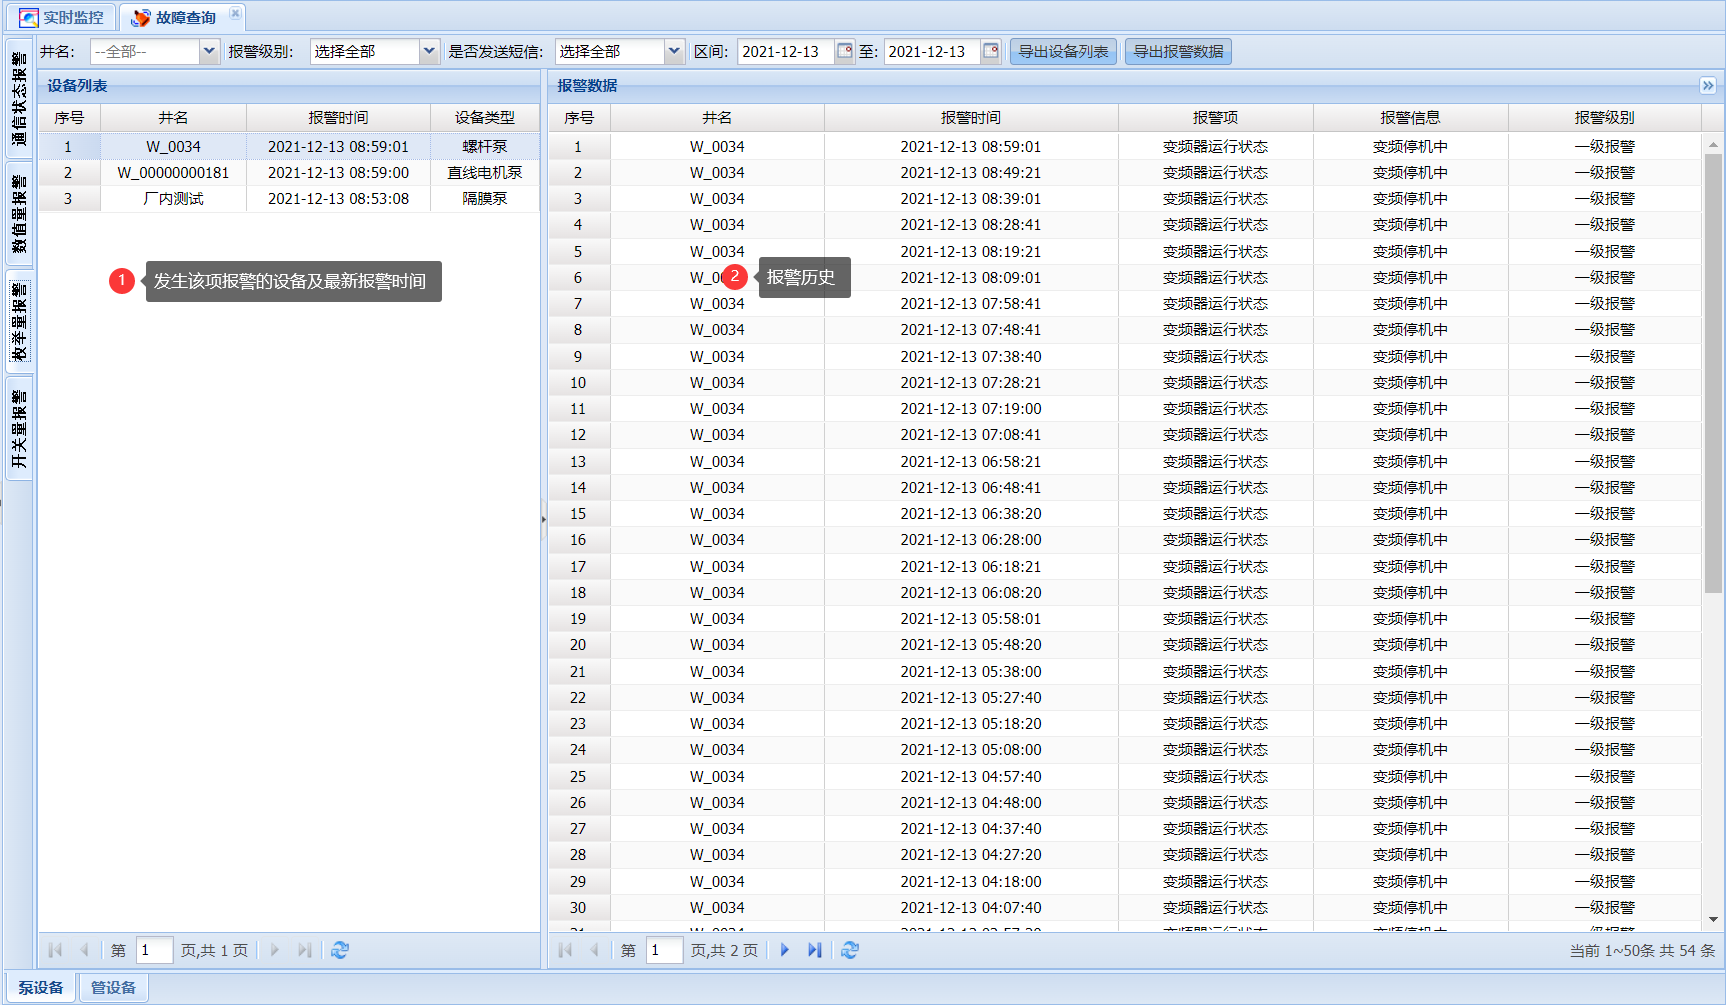 实时监控 故障查询
井名: --全部-- 报警级别: 选择全部 是否发送短信: 选择全部 区间: 2021-12-13 至: 2021-12-13 导出设备列表 导出报警数据
通信状态报警
数值量报警
枚举量报警
开关量报警
设备列表
序号 井名 报警时间 设备类型
1 W_0034 2021-12-13 08:59:01 螺杆泵
2 W_00000000181 2021-12-13 08:59:00 直线电机泵
3 厂内测试 2021-12-13 08:53:08 隔膜泵
1 发生该项报警的设备及最新报警时间
第 1 页,共 1 页
报警数据
序号 井名 报警时间 报警项 报警信息 报警级别
1 W_0034 2021-12-13 08:59:01 变频器运行状态 变频停机中 一级报警
2 W_0034 2021-12-13 08:49:21 变频器运行状态 变频停机中 一级报警
3 W_0034 2021-12-13 08:39:01 变频器运行状态 变频停机中 一级报警
4 W_0034 2021-12-13 08:28:41 变频器运行状态 变频停机中 一级报警
5 W_0034 2021-12-13 08:19:21 变频器运行状态 变频停机中 一级报警
6 W_0 2021-12-13 08:09:01 变频器运行状态 变频停机中 一级报警
2 报警历史
7 W_0034 2021-12-13 07:58:41 变频器运行状态 变频停机中 一级报警
8 W_0034 2021-12-13 07:48:41 变频器运行状态 变频停机中 一级报警
9 W_0034 2021-12-13 07:38:40 变频器运行状态 变频停机中 一级报警
10 W_0034 2021-12-13 07:28:21 变频器运行状态 变频停机中 一级报警
11 W_0034 2021-12-13 07:19:00 变频器运行状态 变频停机中 一级报警
12 W_0034 2021-12-13 07:08:41 变频器运行状态 变频停机中 一级报警
13 W_0034 2021-12-13 06:58:21 变频器运行状态 变频停机中 一级报警
14 W_0034 2021-12-13 06:48:41 变频器运行状态 变频停机中 一级报警
15 W_0034 2021-12-13 06:38:20 变频器运行状态 变频停机中 一级报警
16 W_0034 2021-12-13 06:28:00 变频器运行状态 变频停机中 一级报警
17 W_0034 2021-12-13 06:18:21 变频器运行状态 变频停机中 一级报警
18 W_0034 2021-12-13 06:08:20 变频器运行状态 变频停机中 一级报警
19 W_0034 2021-12-13 05:58:01 变频器运行状态 变频停机中 一级报警
20 W_0034 2021-12-13 05:48:20 变频器运行状态 变频停机中 一级报警
21 W_0034 2021-12-13 05:38:00 变频器运行状态 变频停机中 一级报警
22 W_0034 2021-12-13 05:27:40 变频器运行状态 变频停机中 一级报警
23 W_0034 2021-12-13 05:18:20 变频器运行状态 变频停机中 一级报警
24 W_0034 2021-12-13 05:08:00 变频器运行状态 变频停机中 一级报警
25 W_0034 2021-12-13 04:57:40 变频器运行状态 变频停机中 一级报警
26 W_0034 2021-12-13 04:48:00 变频器运行状态 变频停机中 一级报警
27 W_0034 2021-12-13 04:37:40 变频器运行状态 变频停机中 一级报警
28 W_0034 2021-12-13 04:27:20 变频器运行状态 变频停机中 一级报警
29 W_0034 2021-12-13 04:18:00 变频器运行状态 变频停机中 一级报警
30 W_0034 2021-12-13 04:07:40 变频器运行状态 变频停机中 一级报警
第 1 页,共 2 页 当前 1~50条 共 54 条
泵设备 管设备